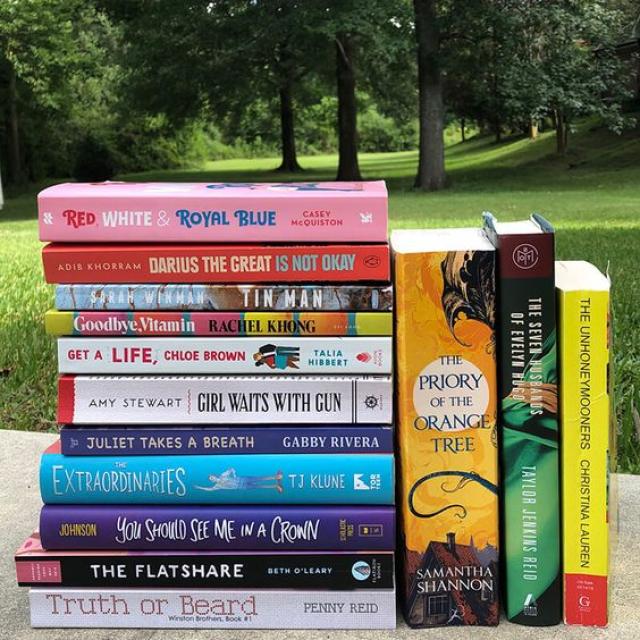 RED, WHITE & ROYAL BLUE CASEY McQUISTON
ADIB KHORRAM DARIUS THE GREAT IS NOT OKAY
SARAH WINMAN TIN MAN
Goodbye, Vitamin RACHEL KHONG
GET A LIFE, CHLOE BROWN TALIA HIBBERT
AMY STEWART GIRL WAITS WITH GUN
JULIET TAKES A BREATH GABBY RIVERA
THE EXTRAORDINARIES TJ KLUNE TOR TEEN
JOHNSON YOU SHOULD SEE ME IN A CROWN
THE FLATSHARE BETH O'LEARY
Truth or Beard PENNY REID
Winston Brothers, Book #1
THE
PRIORY
OF THE
ORANGE
TREE
SAMANTHA
SHANNON
THE SEVEN HUSBANDS
OF EVELYN HUGO
TAYLOR JENKINS REID
THE UNHONEYMOONERS CHRISTINA LAUREN
G